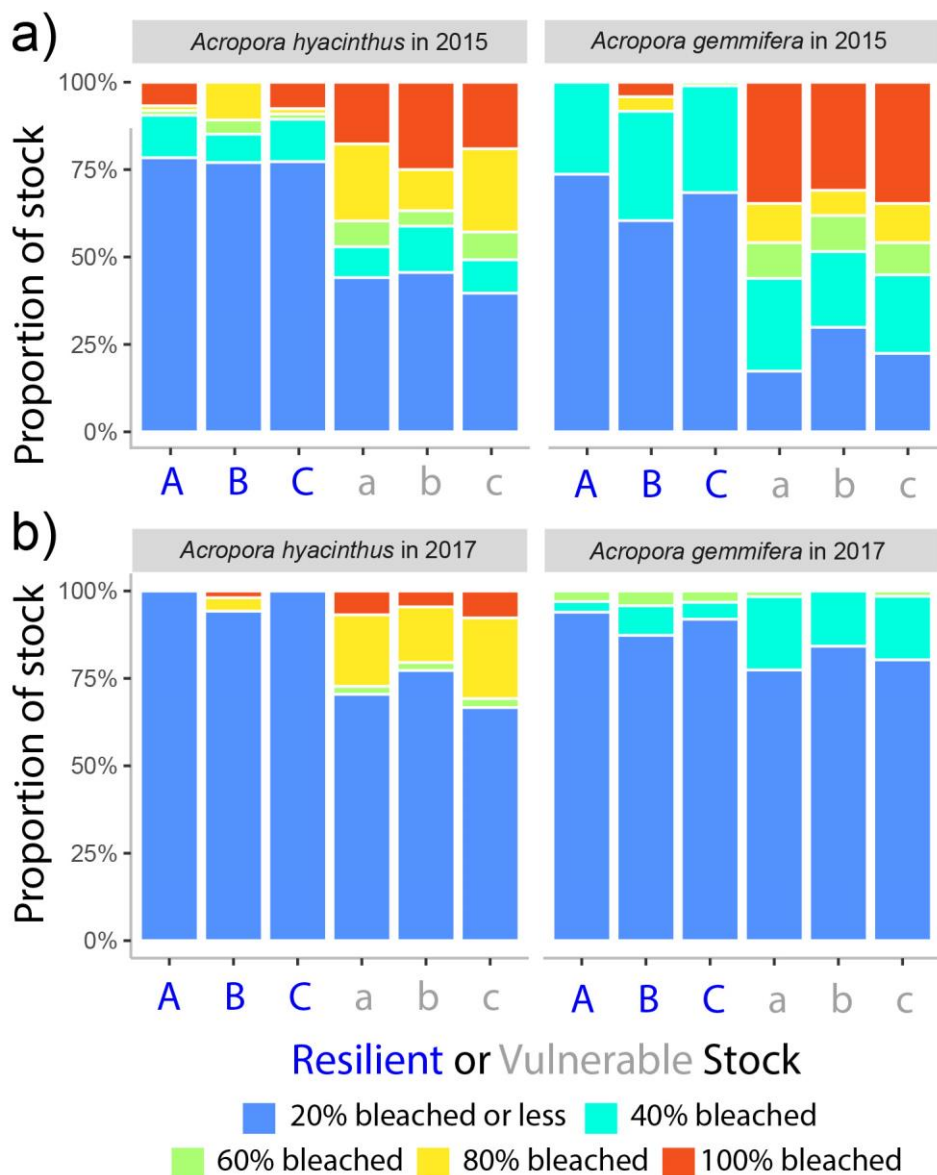 a)
Acropora hyacinthus in 2015
Acropora gemmifera in 2015
Proportion of stock
100%
75%
50%
25%
0%
A B C a b c
A B C a b c
b)
Acropora hyacinthus in 2017
Acropora gemmifera in 2017
Proportion of stock
100%
75%
50%
25%
0%
A B C a b c
A B C a b c
Resilient or Vulnerable Stock
20% bleached or less
40% bleached
60% bleached
80% bleached
100% bleached